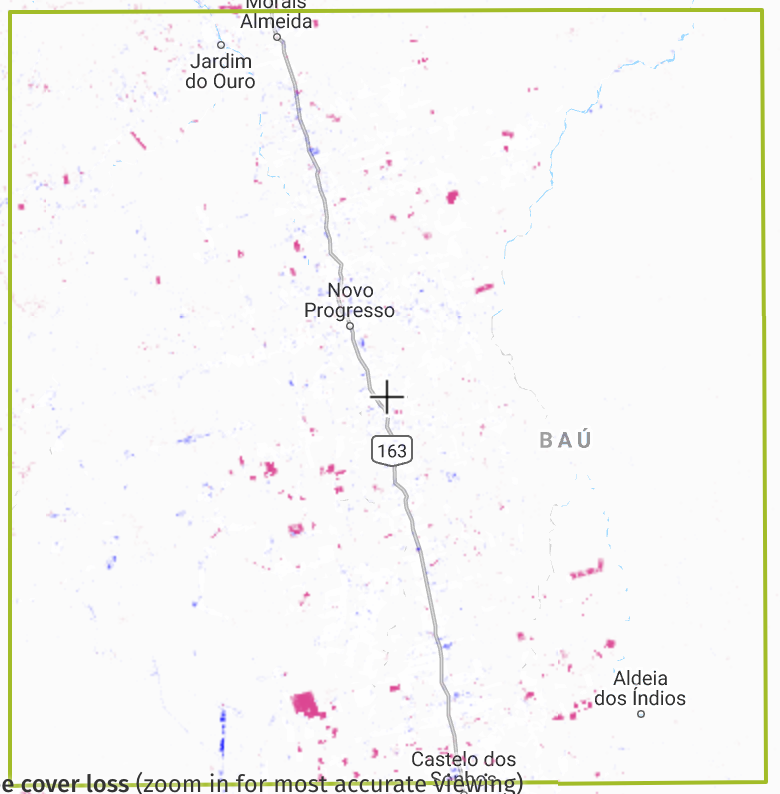 Morais
Almeida
Jardim
do Ouro
Novo
Progresso
163
BAÚ
Aldeia
dos Índios
Castelo dos
Sonhos
e cover loss (zoom in for most accurate viewing)